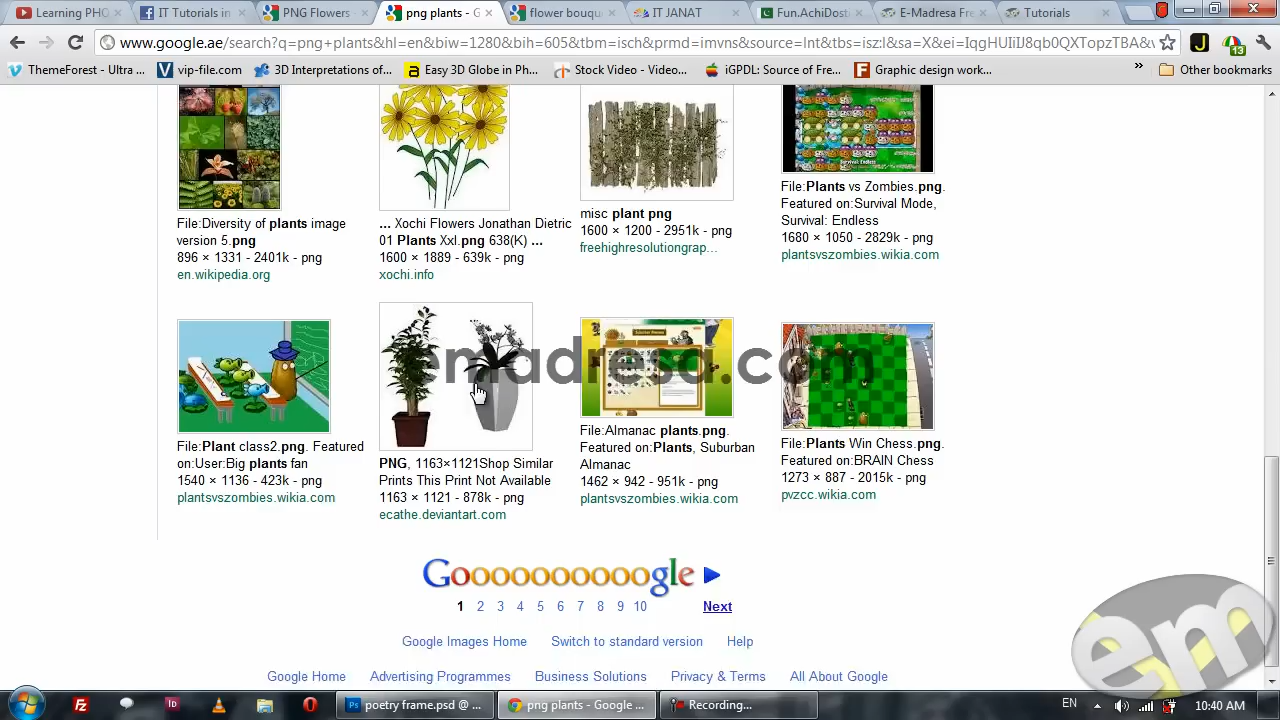 Learning PHO
IT Tutorials in
PNG Flowers -
png plants - G
flower bouqu
IT JANAT
Fun.AchiDosti
E-Madresa Fre
Tutorials
www.google.ae/search?q=png+plants&hl=en&biw=1280&bih=605&tbm=isch&prmd=imvns&source=lnt&tbs=isz:l&sa=X&ei=IqgHUIiIJ8qb0QXTopzTBA&
13
ThemeForest - Ultra ...
vip-file.com
3D Interpretations of...
Easy 3D Globe in Ph...
Stock Video - Video...
iGPDL: Source of Fre...
Graphic design work...
»
Other bookmarks
File:Diversity of plants image
version 5.png
896 × 1331 - 2401k - png
en.wikipedia.org
... Xochi Flowers Jonathan Dietric
01 Plants Xxl.png 638(K) ...
1600 × 1889 - 639k - png
xochi.info
misc plant png
1600 × 1200 - 2951k - png
freehighresolutiongrap...
Survival: Endless
File:Plants vs Zombies.png.
Featured on:Survival Mode,
Survival: Endless
1680 × 1050 - 2829k - png
plantsvszombies.wikia.com
emadresa.com
File:Plant class2.png. Featured
on:User:Big plants fan
1540 × 1136 - 423k - png
plantsvszombies.wikia.com
PNG, 1163×1121Shop Similar
Prints This Print Not Available
1163 × 1121 - 878k - png
ecathe.deviantart.com
File:Almanac plants.png.
Featured on:Plants, Suburban
Almanac
1462 × 942 - 951k - png
plantsvszombies.wikia.com
File:Plants Win Chess.png.
Featured on:BRAIN Chess
1273 × 887 - 2015k - png
pvzcc.wikia.com
Goooooooooogle
1 2 3 4 5 6 7 8 9 10 Next
Google Images Home Switch to standard version Help
Google Home Advertising Programmes Business Solutions Privacy & Terms All About Google
em
poetry frame.psd @ ...
png plants - Google ...
Recording...
EN
10:40 AM